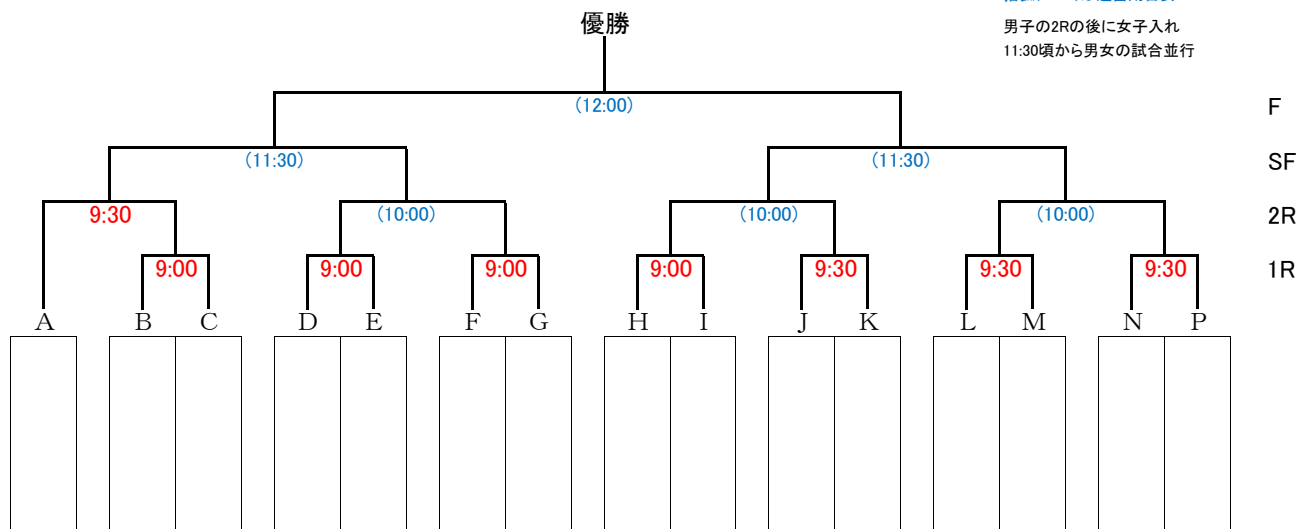 優勝
男子の2Rの後に女子入れ
11:30頃から男女の試合並行
(12:00)
F
(11:30) (11:30)
SF
9:30 (10:00) (10:00) (10:00)
2R
9:00 9:00 9:00 9:00 9:30 9:30 9:30
1R
A B C D E F G H I J K L M N P